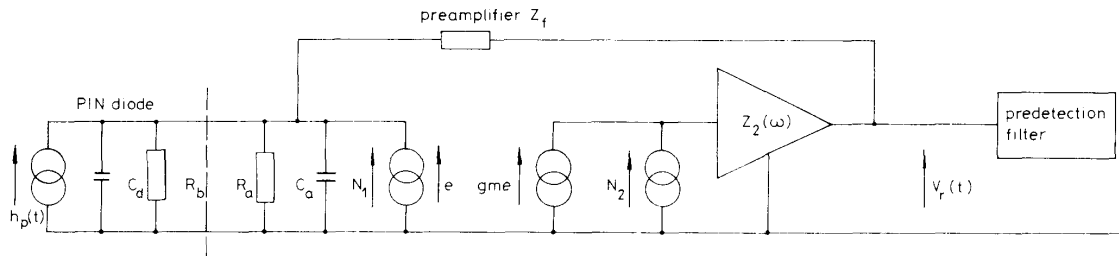 preamplifier Z_f
PIN diode
h_p(t)
C_d
R_b
R_a
C_a
N_1
e
gme
N_2
Z_2(ω)
V_r(t)
predetection
filter